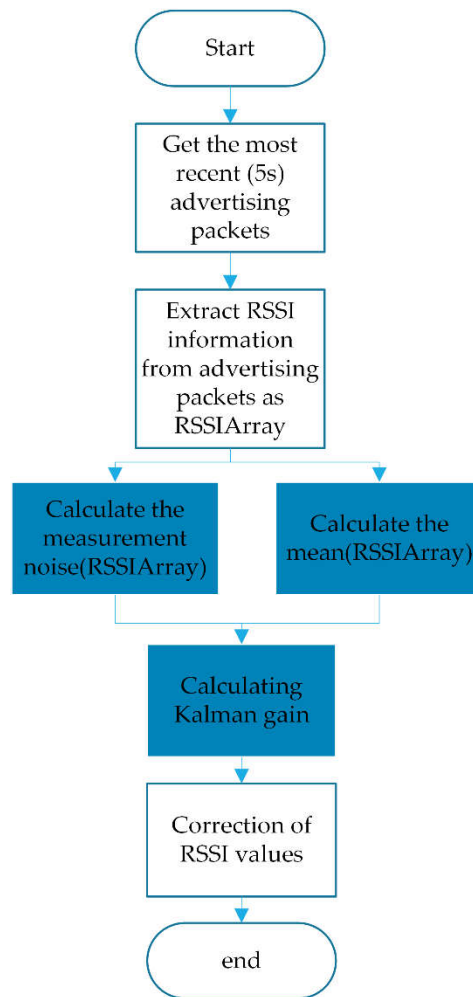 Start
Get the most
recent (5s)
advertising
packets
Extract RSSI
information
from advertising
packets as
RSSIArray
Calculate the
measurement
noise(RSSIArray)
Calculate the
mean(RSSIArray)
Calculating
Kalman gain
Correction of
RSSI values
end